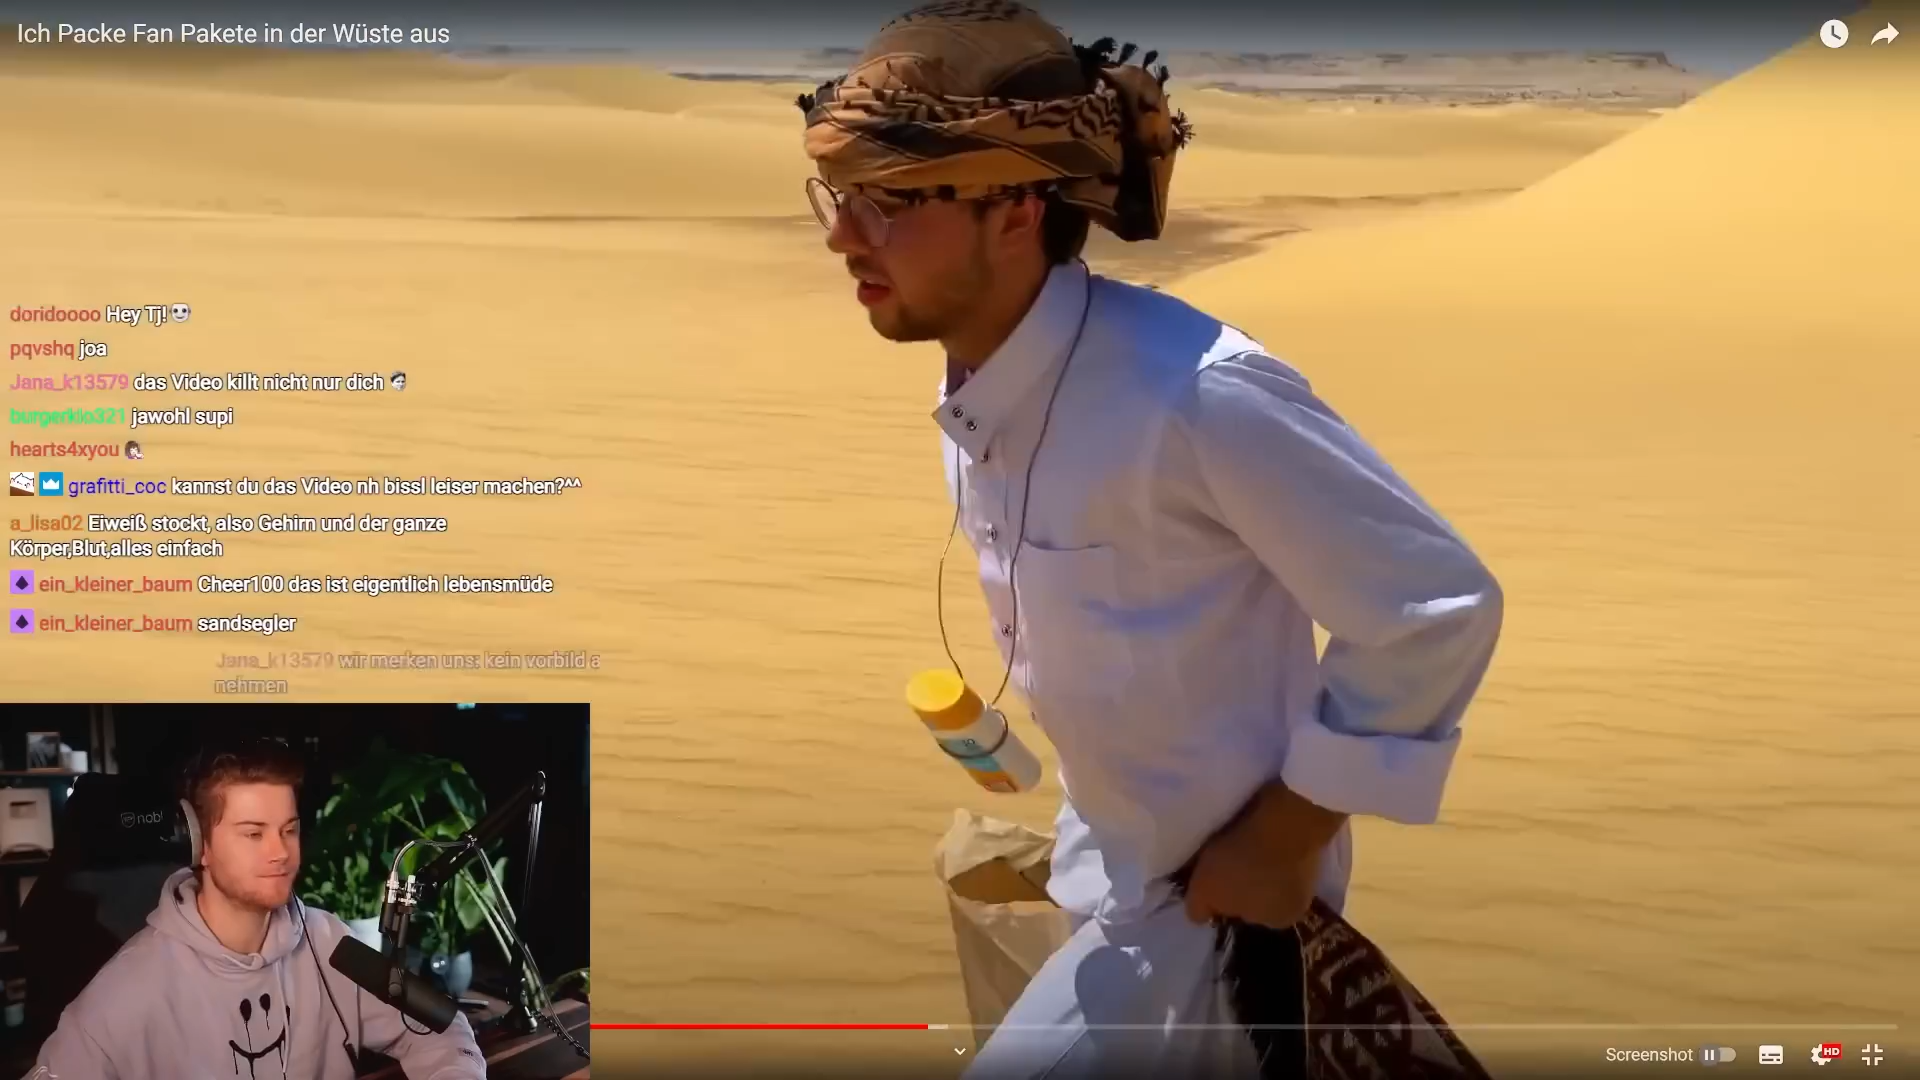 Ich Packe Fan Pakete in der Wüste aus
doridoooo Hey Tj!
pqvshq joa
Jana_k13579 das Video killt nicht nur dich
burgerklo321 jawohl supi
hearts4xyou
grafitti_coc kannst du das Video nh bissl leiser machen?^^
a_lisa02 Eiweiß stockt, also Gehirn und der ganze
Körper,Blut,alles einfach
ein_kleiner_baum Cheer100 das ist eigentlich lebensmüde
ein_kleiner_baum sandsegler
Jana_k13579 wir merken uns: kein vorbild a
nehmen
nobl
Screenshot
HD